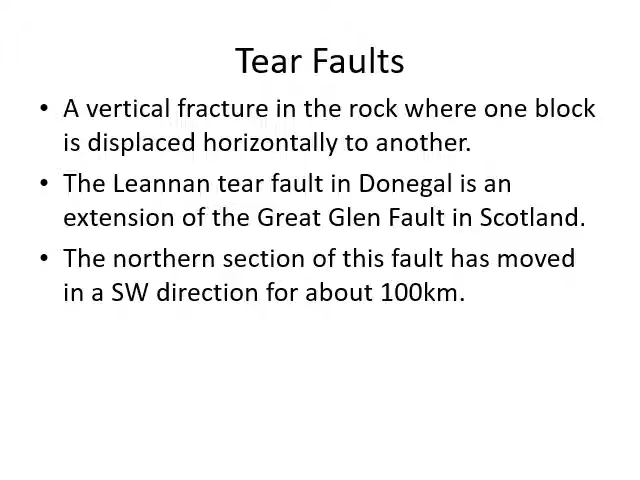 Tear Faults
• A vertical fracture in the rock where one block
is displaced horizontally to another.
• The Leannan tear fault in Donegal is an
extension of the Great Glen Fault in Scotland.
• The northern section of this fault has moved
in a SW direction for about 100km.